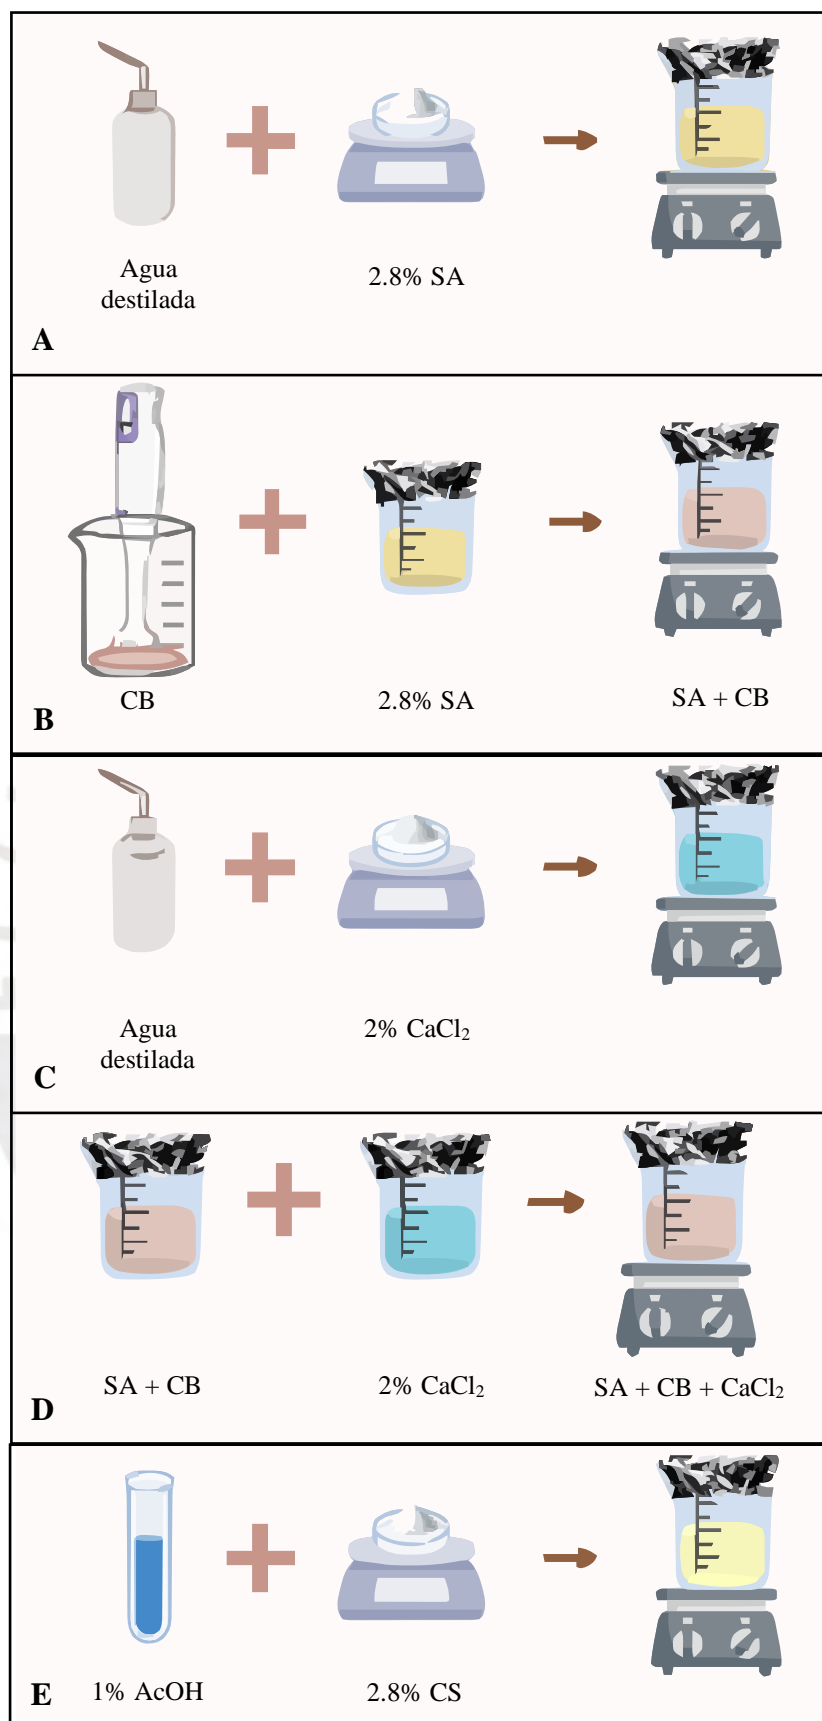 Agua
destilada
2.8% SA
A
CB
2.8% SA
SA + CB
B
Agua
destilada
2% CaCl₂
C
SA + CB
2% CaCl₂
SA + CB + CaCl₂
D
1% AcOH
2.8% CS
E